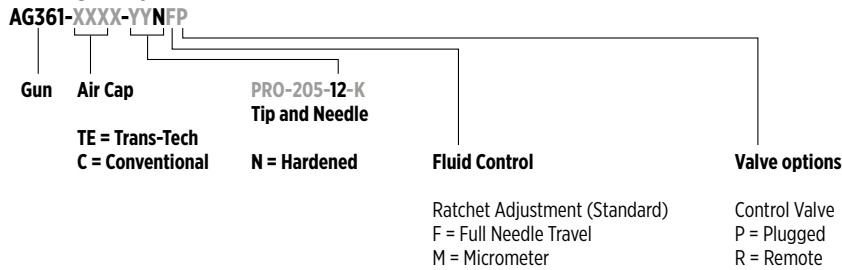 AG361-XXXX-YYNFP
Gun
Air Cap
TE = Trans-Tech
C = Conventional
PRO-205-12-K
Tip and Needle
N = Hardened
Fluid Control
Ratchet Adjustment (Standard)
F = Full Needle Travel
M = Micrometer
Valve options
Control Valve
P = Plugged
R = Remote